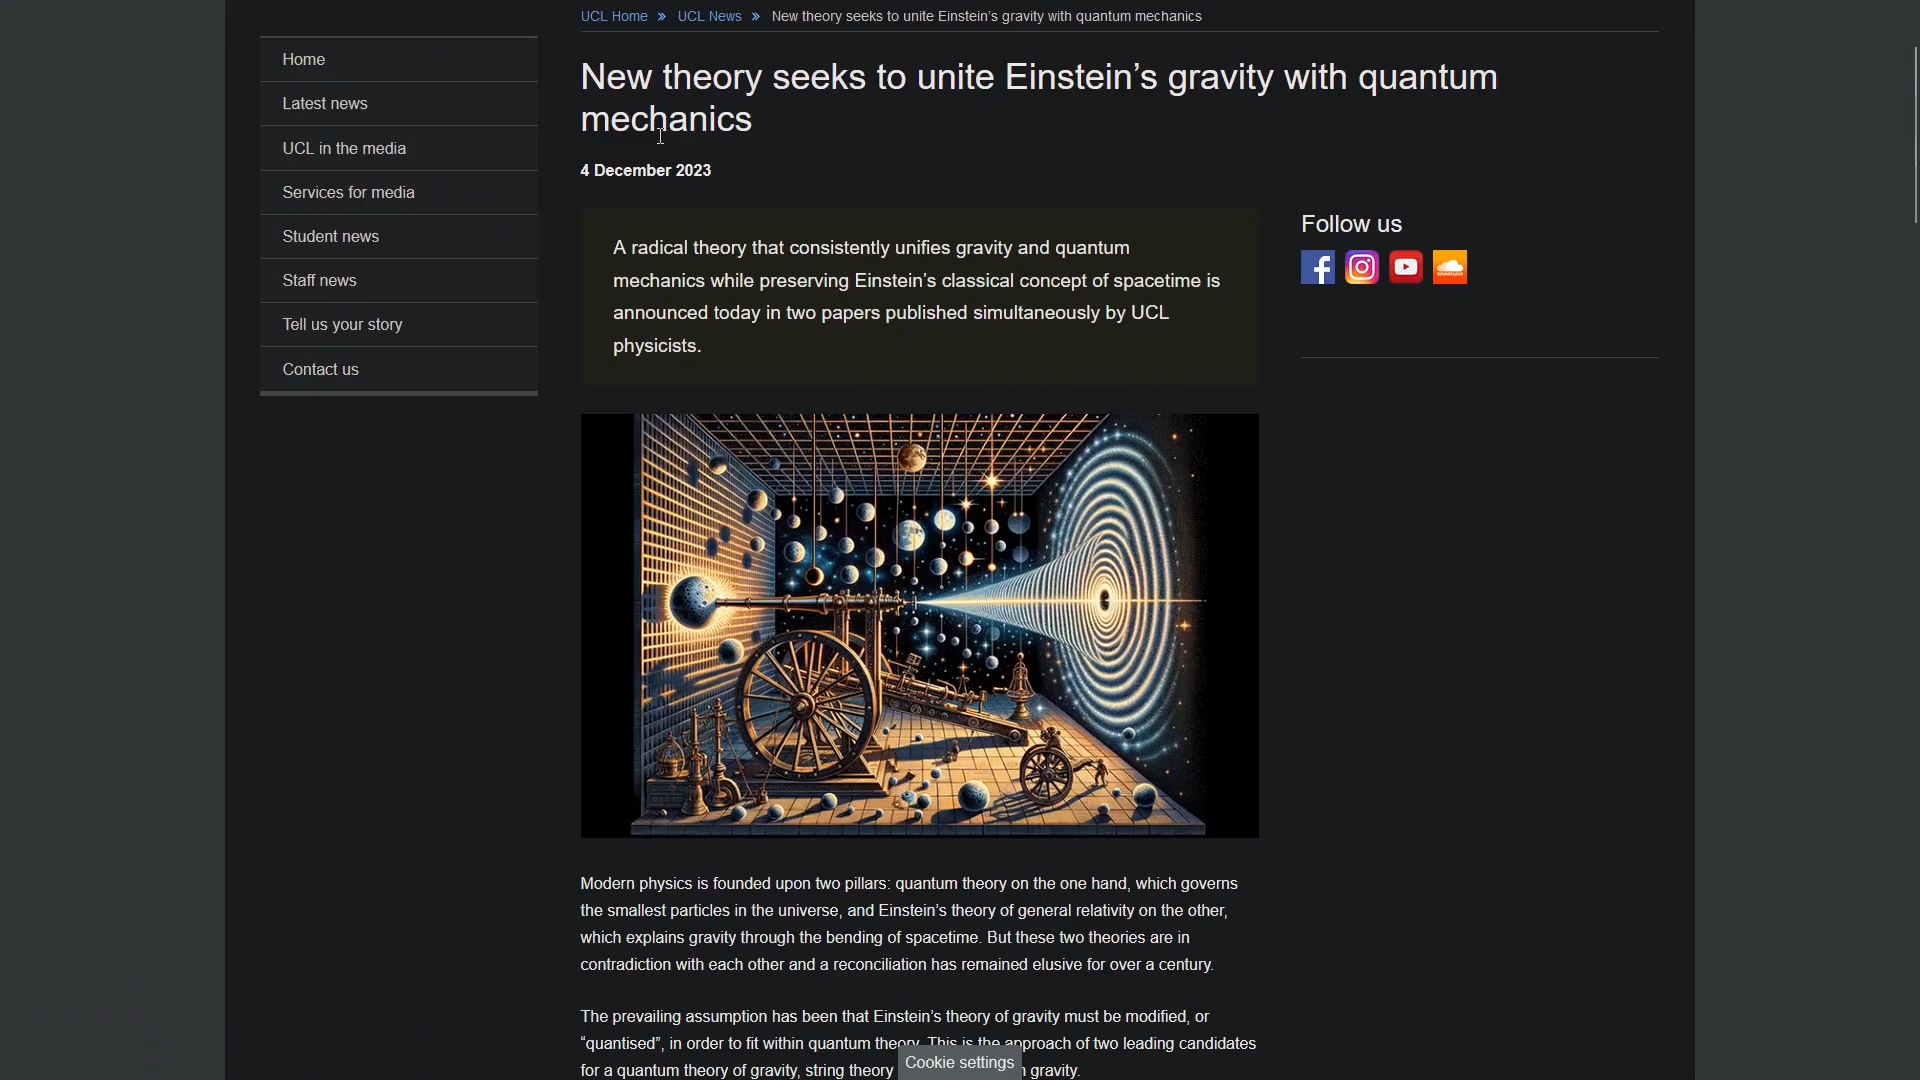 UCL Home » UCL News » New theory seeks to unite Einstein’s gravity with quantum mechanics
Home
Latest news
UCL in the media
Services for media
Student news
Staff news
Tell us your story
Contact us
New theory seeks to unite Einstein’s gravity with quantum
mechanics
4 December 2023
A radical theory that consistently unifies gravity and quantum
mechanics while preserving Einstein’s classical concept of spacetime is
announced today in two papers published simultaneously by UCL
physicists.
Follow us
Modern physics is founded upon two pillars: quantum theory on the one hand, which governs
the smallest particles in the universe, and Einstein’s theory of general relativity on the other,
which explains gravity through the bending of spacetime. But these two theories are in
contradiction with each other and a reconciliation has remained elusive for over a century.
The prevailing assumption has been that Einstein’s theory of gravity must be modified, or
“quantised”, in order to fit within quantum theory. This is the approach of two leading candidates
for a quantum theory of gravity, string theory gravity.
Cookie settings